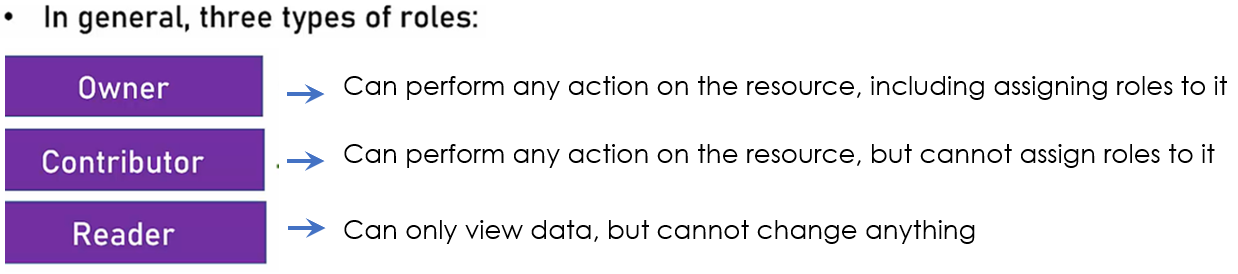 • In general, three types of roles:
Owner Can perform any action on the resource, including assigning roles to it
Contributor Can perform any action on the resource, but cannot assign roles to it
Reader Can only view data, but cannot change anything